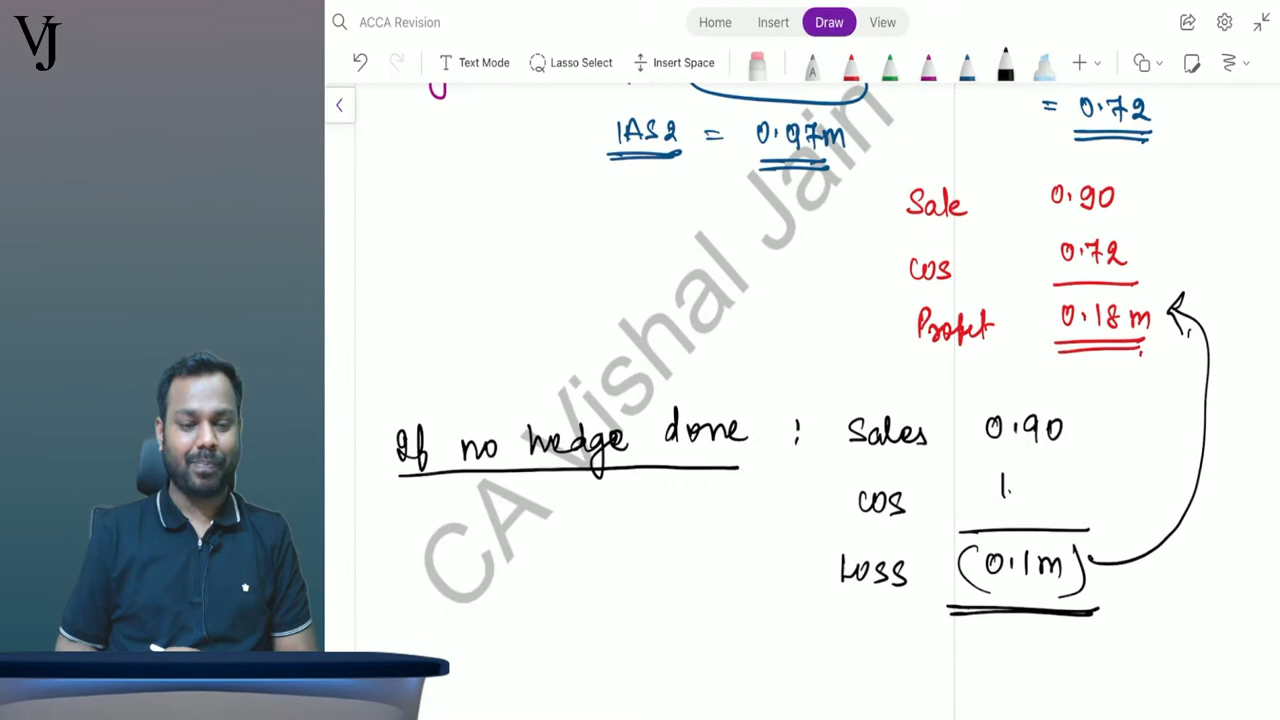 VJ
ACCA Revision
Home Insert Draw View
Text Mode Lasso Select Insert Space
IAS2 = 0.97m
= 0.72
Sale 0.90
COS 0.72
Profit 0.18 m
If no hedge done : Sales 0.90
COS 1.
Loss (0.1m)
CA Vishal Jain